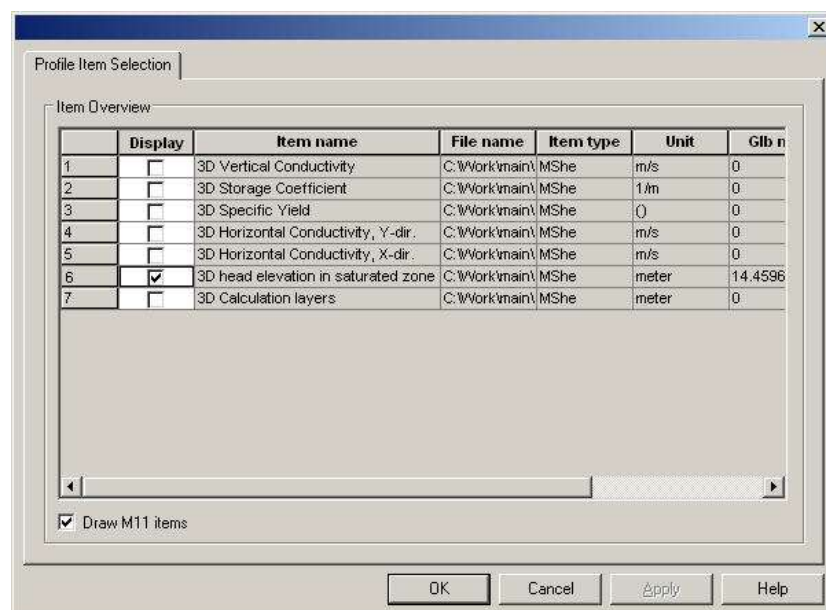 Profile Item Selection
Item Overview
Display Item name File name Item type Unit Glb n
1 3D Vertical Conductivity C:\Work\main\ MShe m/s 0
2 3D Storage Coefficient C:\Work\main\ MShe 1/m 0
3 3D Specific Yield C:\Work\main\ MShe () 0
4 3D Horizontal Conductivity, Y-dir. C:\Work\main\ MShe m/s 0
5 3D Horizontal Conductivity, X-dir. C:\Work\main\ MShe m/s 0
6 3D head elevation in saturated zone C:\Work\main\ MShe meter 14.4596
7 3D Calculation layers C:\Work\main\ MShe meter 0
Draw M11 items
OK Cancel Apply Help